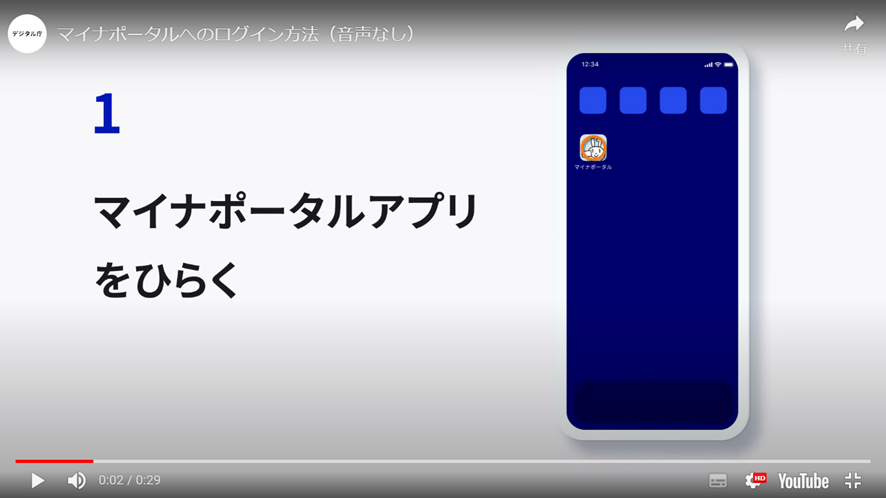 デジタル庁
マイナポータルへのログイン方法（音声なし）
共有
1
マイナポータルアプリ
をひらく
12:34
マイナポータル
0:02 / 0:29
HD
YouTube